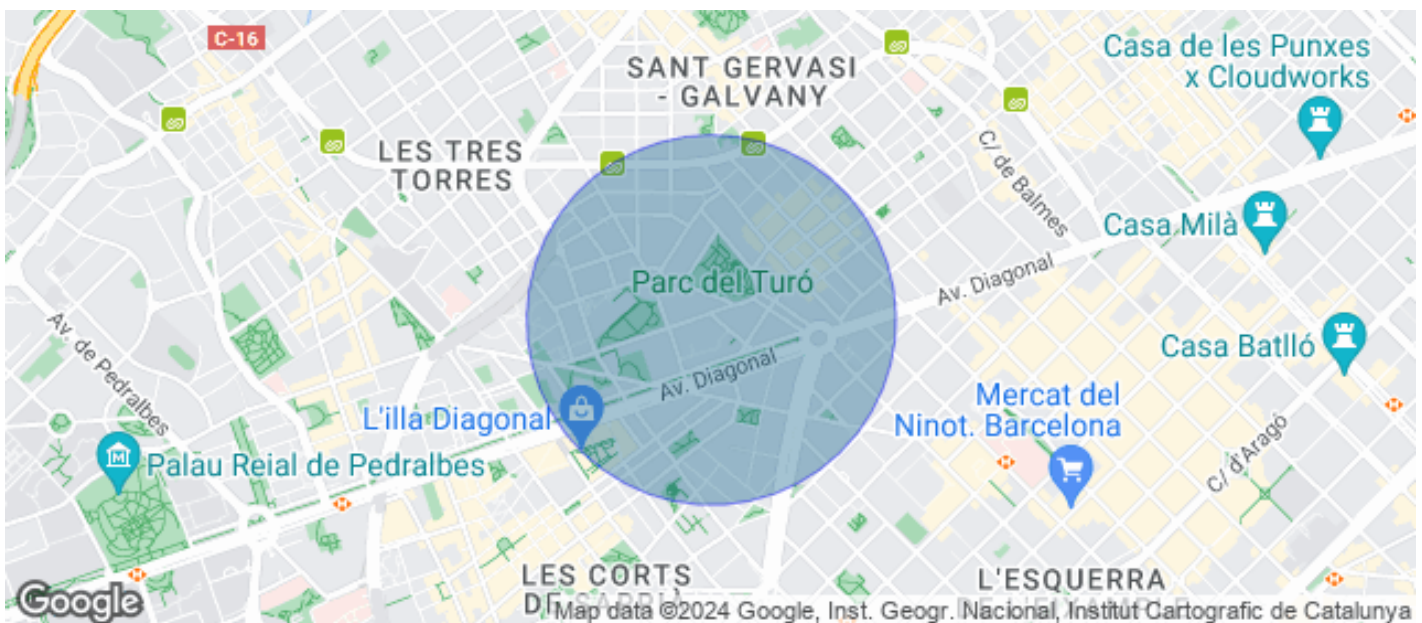 C-16
SANT GERVASI
- GALVANY
Casa de les Punxes
x Cloudworks
LES TRES
TORRES
C/ de Balmes
Casa Milà
Parc del Turó
Av. Diagonal
Av. de Pedralbes
Casa Batlló
Av. Diagonal
L'illa Diagonal
Mercat del
Ninot. Barcelona
C/ d'Aragó
Palau Reial de Pedralbes
LES CORTS
L'ESQUERRA
Google
Map data ©2024 Google, Inst. Geogr. Nacional, Institut Cartografic de Catalunya